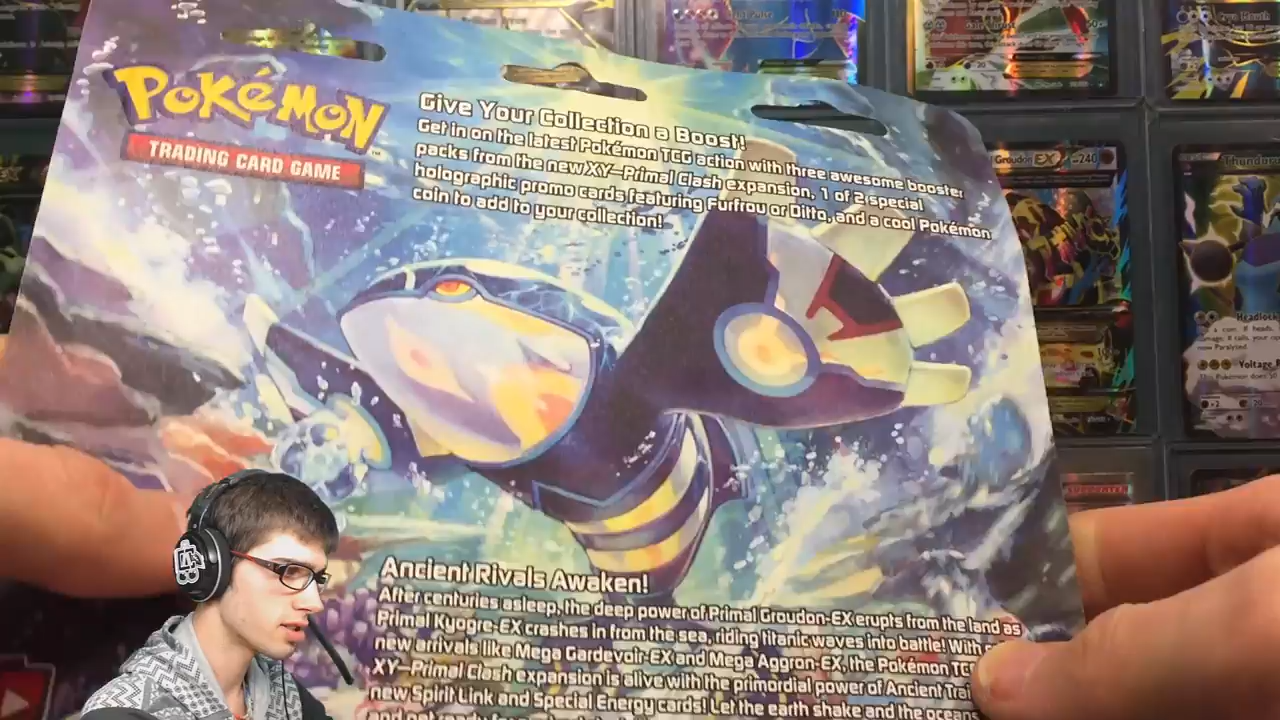 POKéMON
TRADING CARD GAME
Give Your Collection a Boost!
Get in on the latest Pokémon TCG action with three awesome booster
packs from the new XY—Primal Clash expansion, 1 of 2 special
holographic promo cards featuring Furfrou or Ditto, and a cool Pokémon
coin to add to your collection!
Ancient Rivals Awaken!
After centuries asleep, the deep power of Primal Groudon-EX erupts from the land as
Primal Kyogre-EX crashes in from the sea, riding titanic waves into battle! With
new arrivals like Mega Gardevoir-EX and Mega Aggron-EX, the Pokémon TCG
XY—Primal Clash expansion is alive with the primordial power of Ancient Trai
new Spirit Link and Special Energy cards! Let the earth shake and the oceans
Groudon EX 240
Thundur
Headlock
Voltage